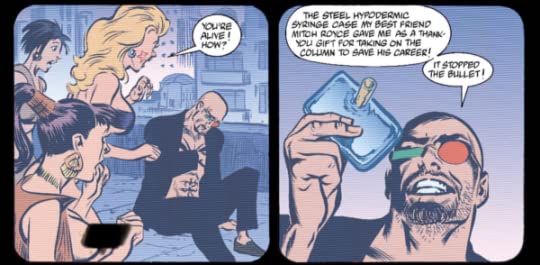 YOU'RE
ALIVE!
HOW?
THE STEEL HYPODERMIC
SYRINGE CASE MY BEST FRIEND
MITCH ROYCE GAVE ME AS A THANK-
YOU GIFT FOR TAKING ON THE
COLUMN TO SAVE HIS CAREER!
IT STOPPED
THE BULLET!